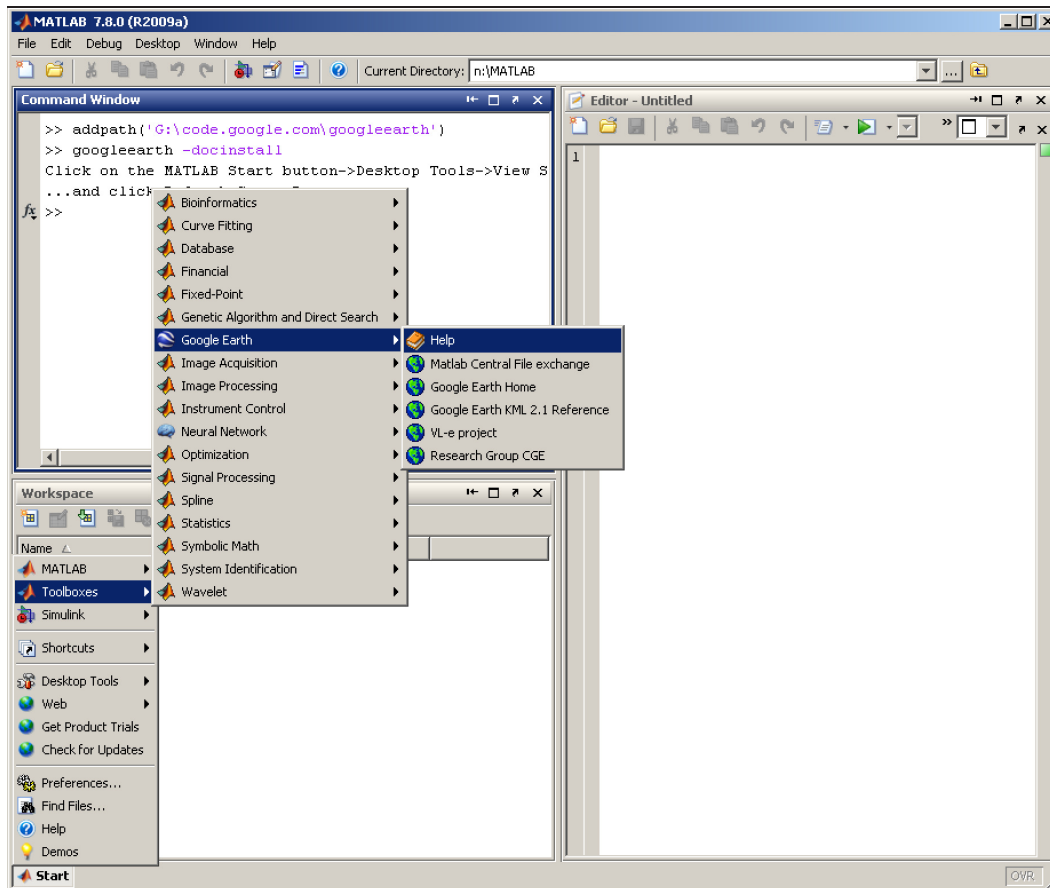 MATLAB 7.8.0 (R2009a)
File Edit Debug Desktop Window Help
Current Directory: n:\MATLAB
Command Window
>> addpath('G:\code.google.com\googleearth')
>> googleearth -docinstall
Click on the MATLAB Start button->Desktop Tools->View S
...and click
fx >>
Editor - Untitled
1
Bioinformatics
Curve Fitting
Database
Financial
Fixed-Point
Genetic Algorithm and Direct Search
Google Earth
Image Acquisition
Image Processing
Instrument Control
Neural Network
Optimization
Signal Processing
Spline
Statistics
Symbolic Math
System Identification
Wavelet
Help
Matlab Central File exchange
Google Earth Home
Google Earth KML 2.1 Reference
VL-e project
Research Group CGE
Workspace
Name
MATLAB
Toolboxes
Simulink
Shortcuts
Desktop Tools
Web
Get Product Trials
Check for Updates
Preferences...
Find Files...
Help
Demos
Start
OVR